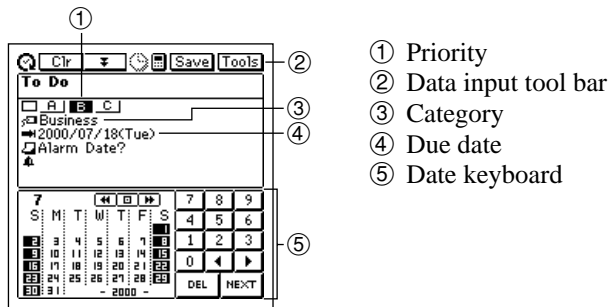 ①
Clr Save Tools
②
To Do
A B C
Business
③
2000/07/18(Tue)
④
Alarm Date?
7
S M T W T F S
1
2 3 4 5 6 7 8
9 10 11 12 13 14 15
16 17 18 19 20 21 22
23 24 25 26 27 28 29
30 31 - 2000 -
7 8 9
4 5 6
1 2 3
0
DEL NEXT
⑤
① Priority
② Data input tool bar
③ Category
④ Due date
⑤ Date keyboard